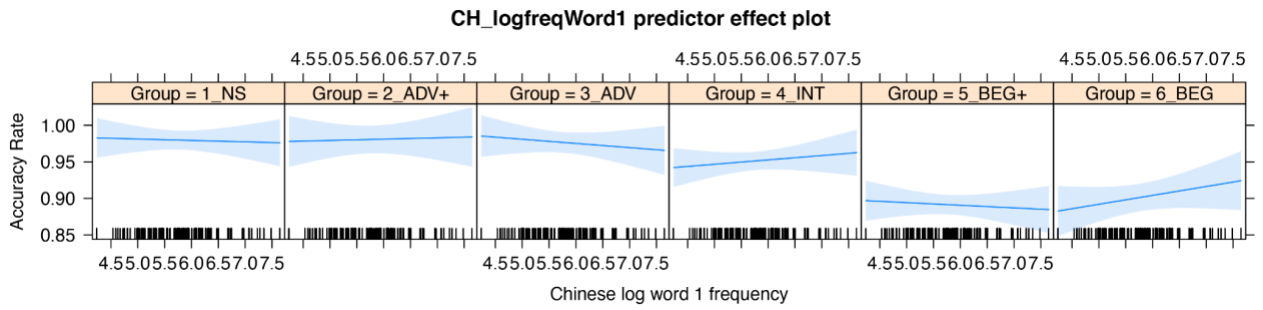 CH_logfreqWord1 predictor effect plot
4.55.05.56.06.57.07.5 4.55.05.56.06.57.07.5 4.55.05.56.06.57.07.5
Group = 1_NS Group = 2_ADV+ Group = 3_ADV Group = 4_INT Group = 5_BEG+ Group = 6_BEG
Accuracy Rate
1.00
0.95
0.90
0.85
4.55.05.56.06.57.07.5 4.55.05.56.06.57.07.5 4.55.05.56.06.57.07.5
Chinese log word 1 frequency